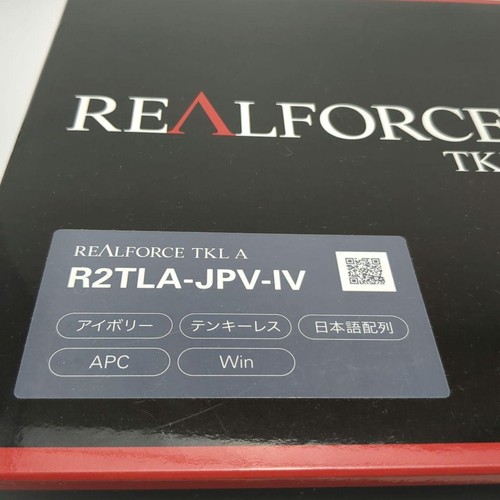 REALFORCE
TK
REALFORCE TKL A
R2TLA-JPV-IV
アイボリー テンキーレス 日本語配列
APC Win